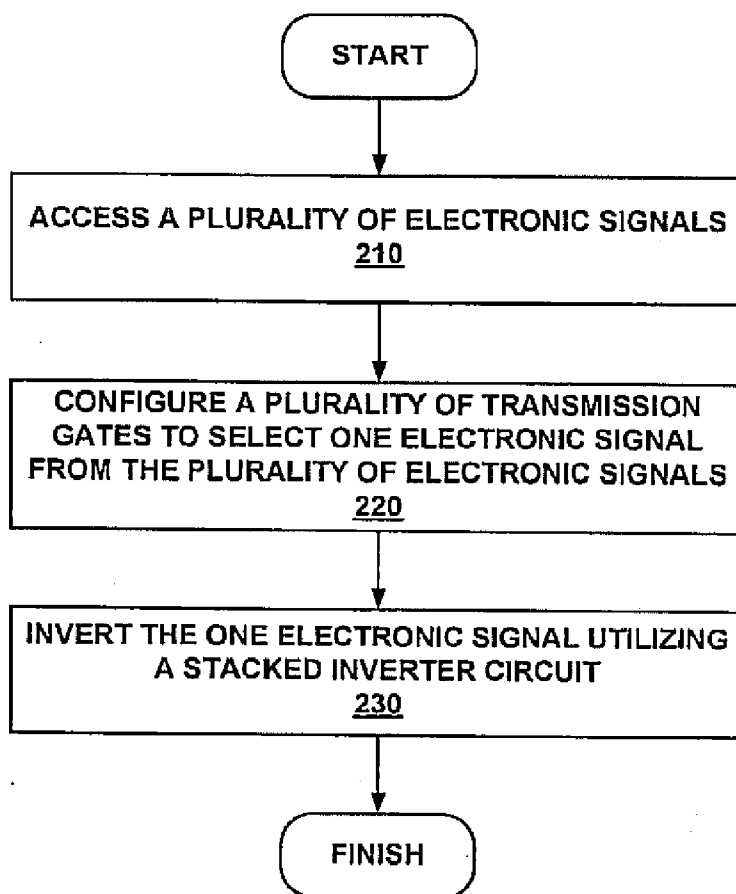 START
ACCESS A PLURALITY OF ELECTRONIC SIGNALS
210
CONFIGURE A PLURALITY OF TRANSMISSION
GATES TO SELECT ONE ELECTRONIC SIGNAL
FROM THE PLURALITY OF ELECTRONIC SIGNALS
220
INVERT THE ONE ELECTRONIC SIGNAL UTILIZING
A STACKED INVERTER CIRCUIT
230
FINISH